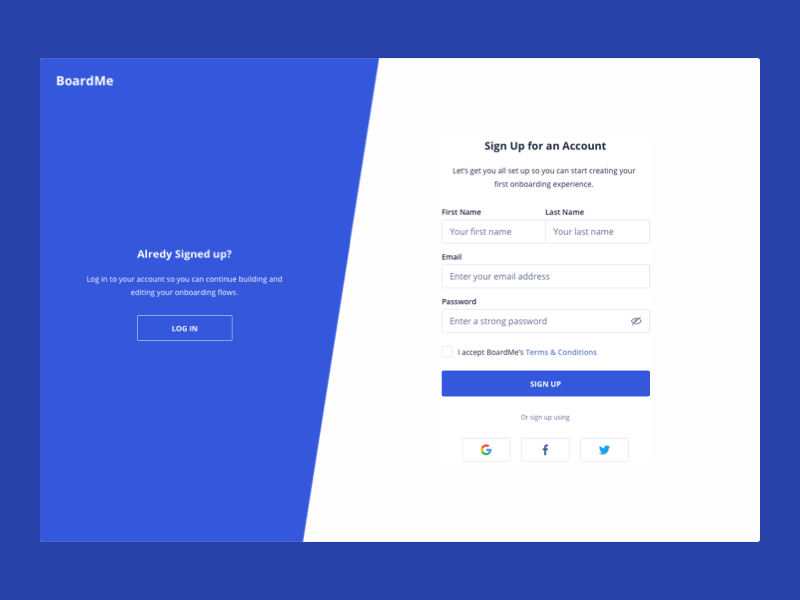 BoardMe
Alredy Signed up?
Log in to your account so you can continue building and
editing your onboarding flows.
LOG IN
Sign Up for an Account
Let's get you all set up so you can start creating your
first onboarding experience.
First Name Last Name
Your first name Your last name
Email
Enter your email address
Password
Enter a strong password
I accept BoardMe's Terms & Conditions
SIGN UP
Or sign up using